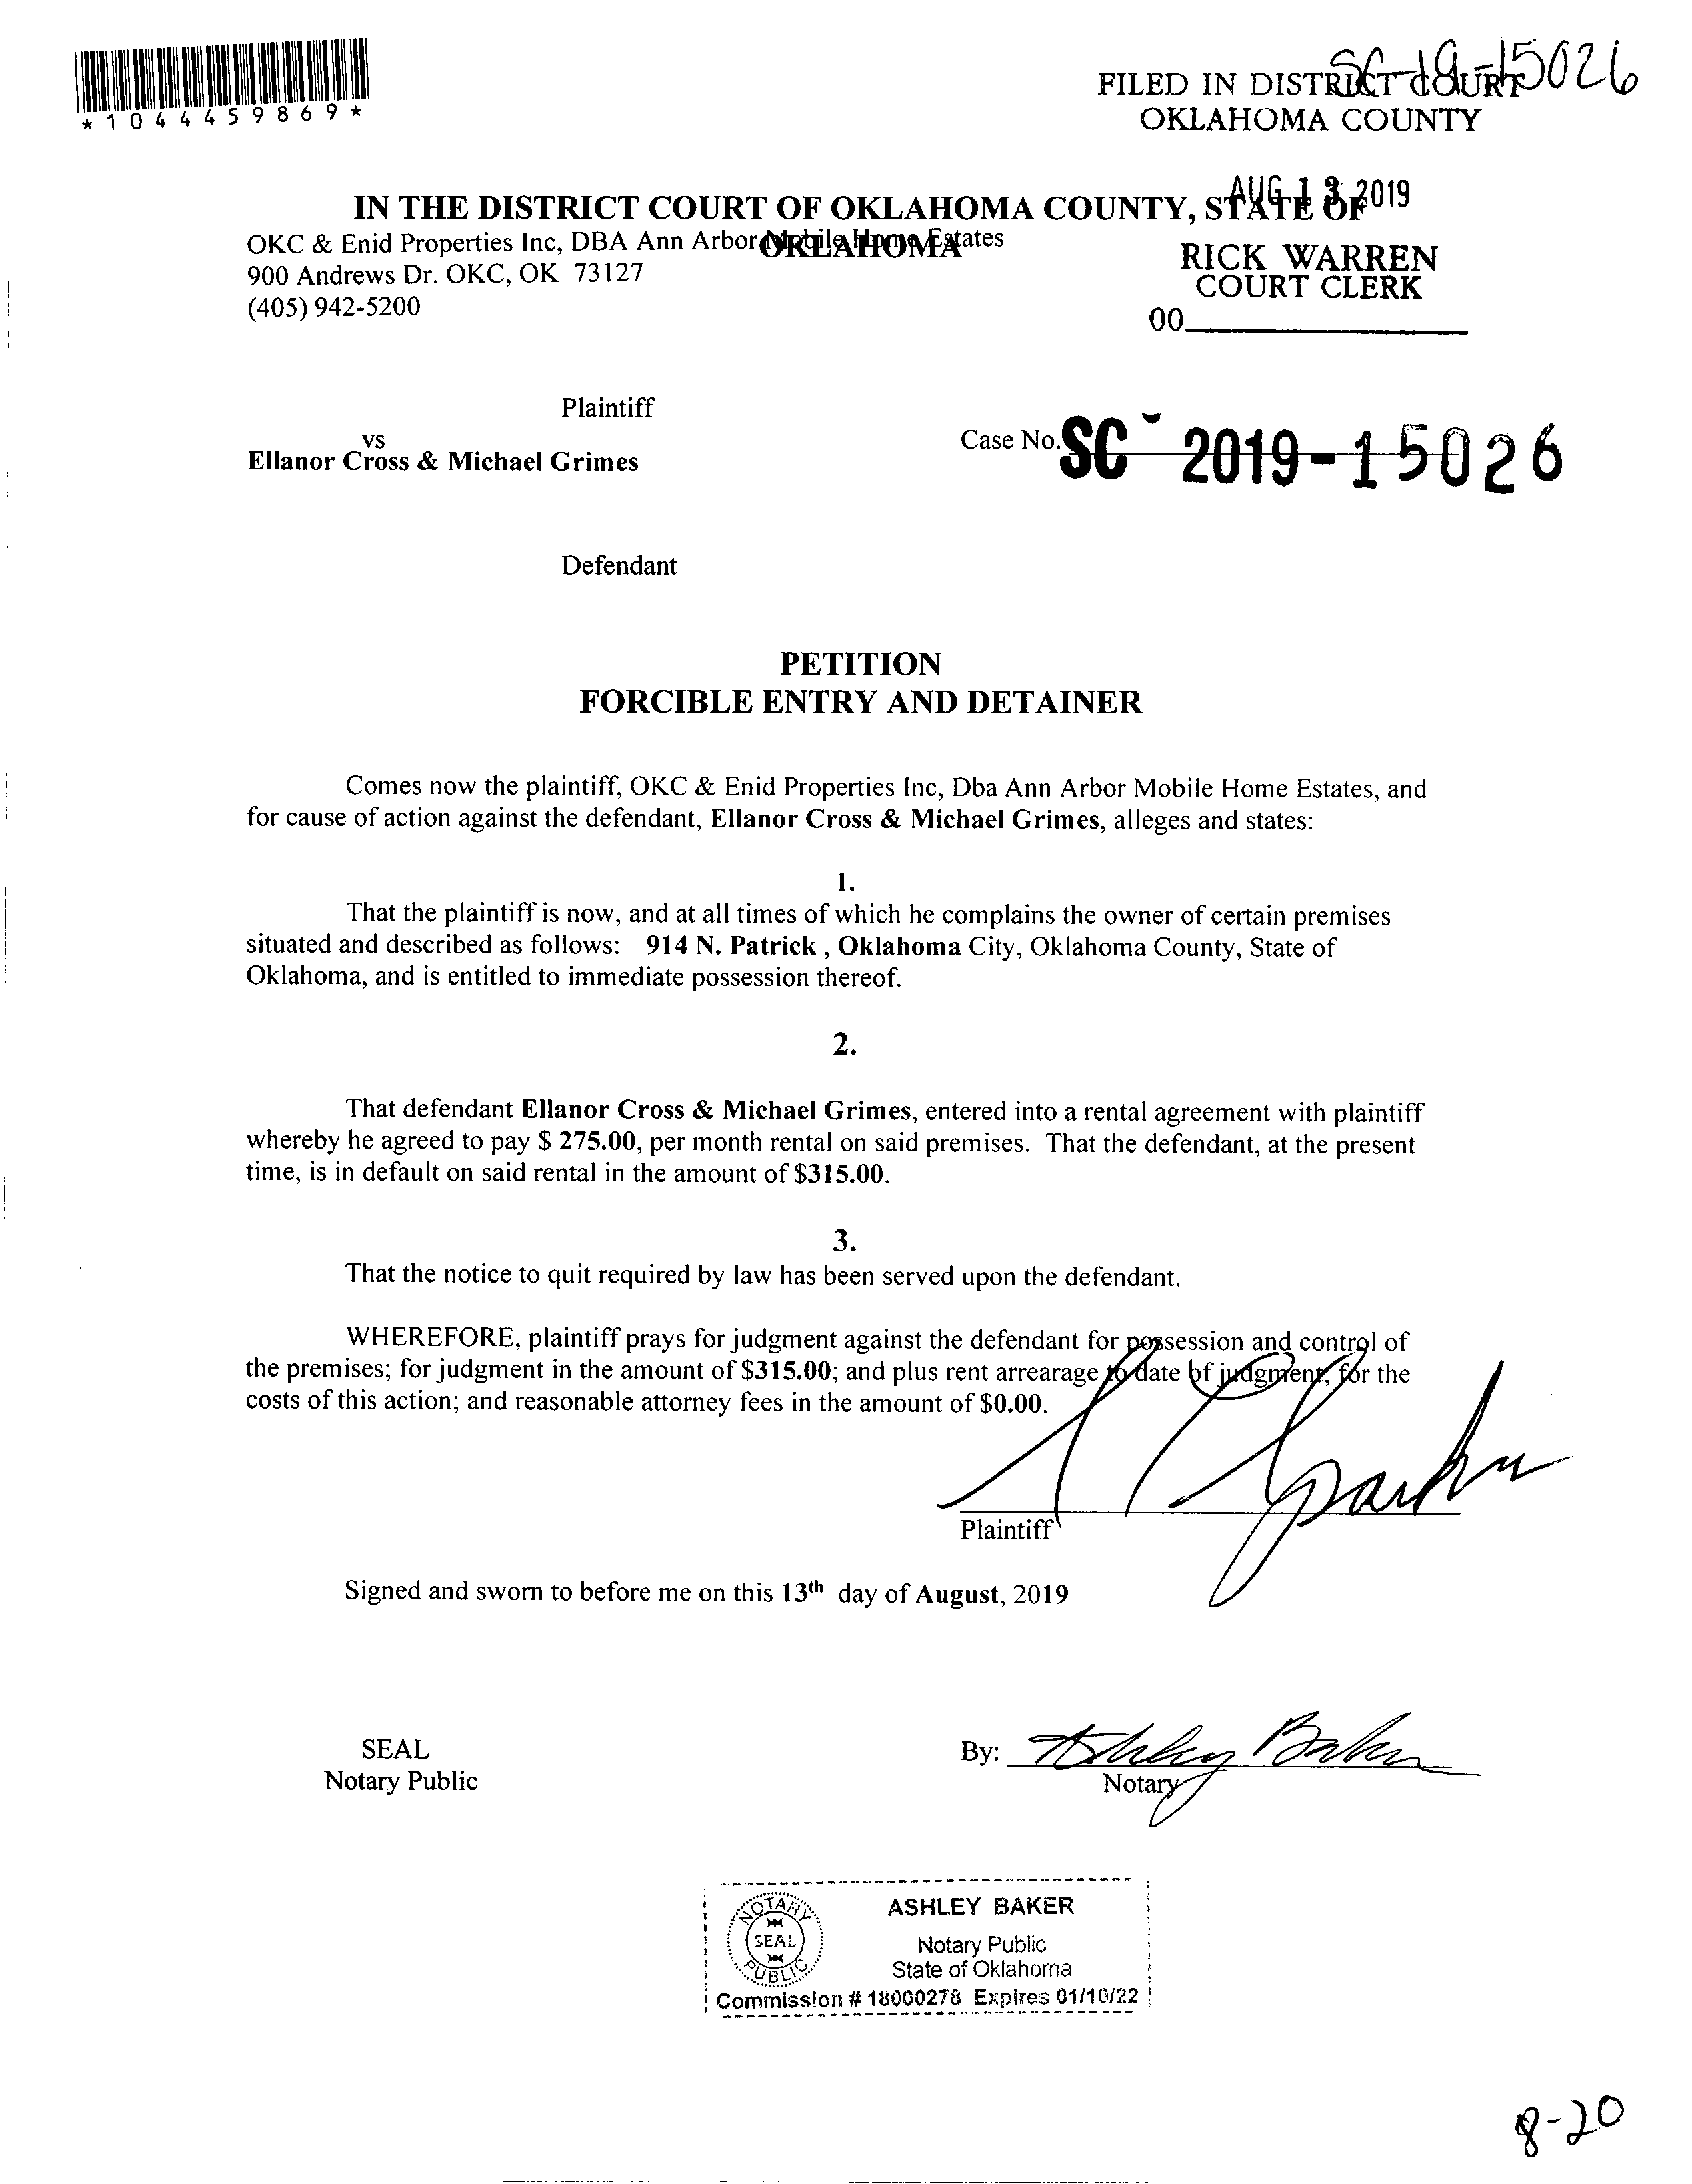 SC-19-15026
*1044459869*
FILED IN DISTRICT COURT
OKLAHOMA COUNTY
AUG 13 2019
IN THE DISTRICT COURT OF OKLAHOMA COUNTY, STATE OF
OKLAHOMA
OKC & Enid Properties Inc, DBA Ann Arbor Mobile Home Estates
900 Andrews Dr. OKC, OK 73127
(405) 942-5200
RICK WARREN
COURT CLERK
00
Plaintiff
vs
Ellanor Cross & Michael Grimes
Case No. SC - 2019-15026
Defendant
PETITION
FORCIBLE ENTRY AND DETAINER
Comes now the plaintiff, OKC & Enid Properties Inc, Dba Ann Arbor Mobile Home Estates, and
for cause of action against the defendant, Ellanor Cross & Michael Grimes, alleges and states:
1.
That the plaintiff is now, and at all times of which he complains the owner of certain premises
situated and described as follows: 914 N. Patrick , Oklahoma City, Oklahoma County, State of
Oklahoma, and is entitled to immediate possession thereof.
2.
That defendant Ellanor Cross & Michael Grimes, entered into a rental agreement with plaintiff
whereby he agreed to pay $ 275.00, per month rental on said premises. That the defendant, at the present
time, is in default on said rental in the amount of $315.00.
3.
That the notice to quit required by law has been served upon the defendant.
WHEREFORE, plaintiff prays for judgment against the defendant for possession and control of
the premises; for judgment in the amount of $315.00; and plus rent arrearage to date of judgment, for the
costs of this action; and reasonable attorney fees in the amount of $0.00.
Plaintiff
Signed and sworn to before me on this 13th day of August, 2019
SEAL
Notary Public
By: Ashley Baker
Notary
NOTARY
SEAL
PUBLIC
ASHLEY BAKER
Notary Public
State of Oklahoma
Commission # 18000278 Expires 01/10/22
8-20